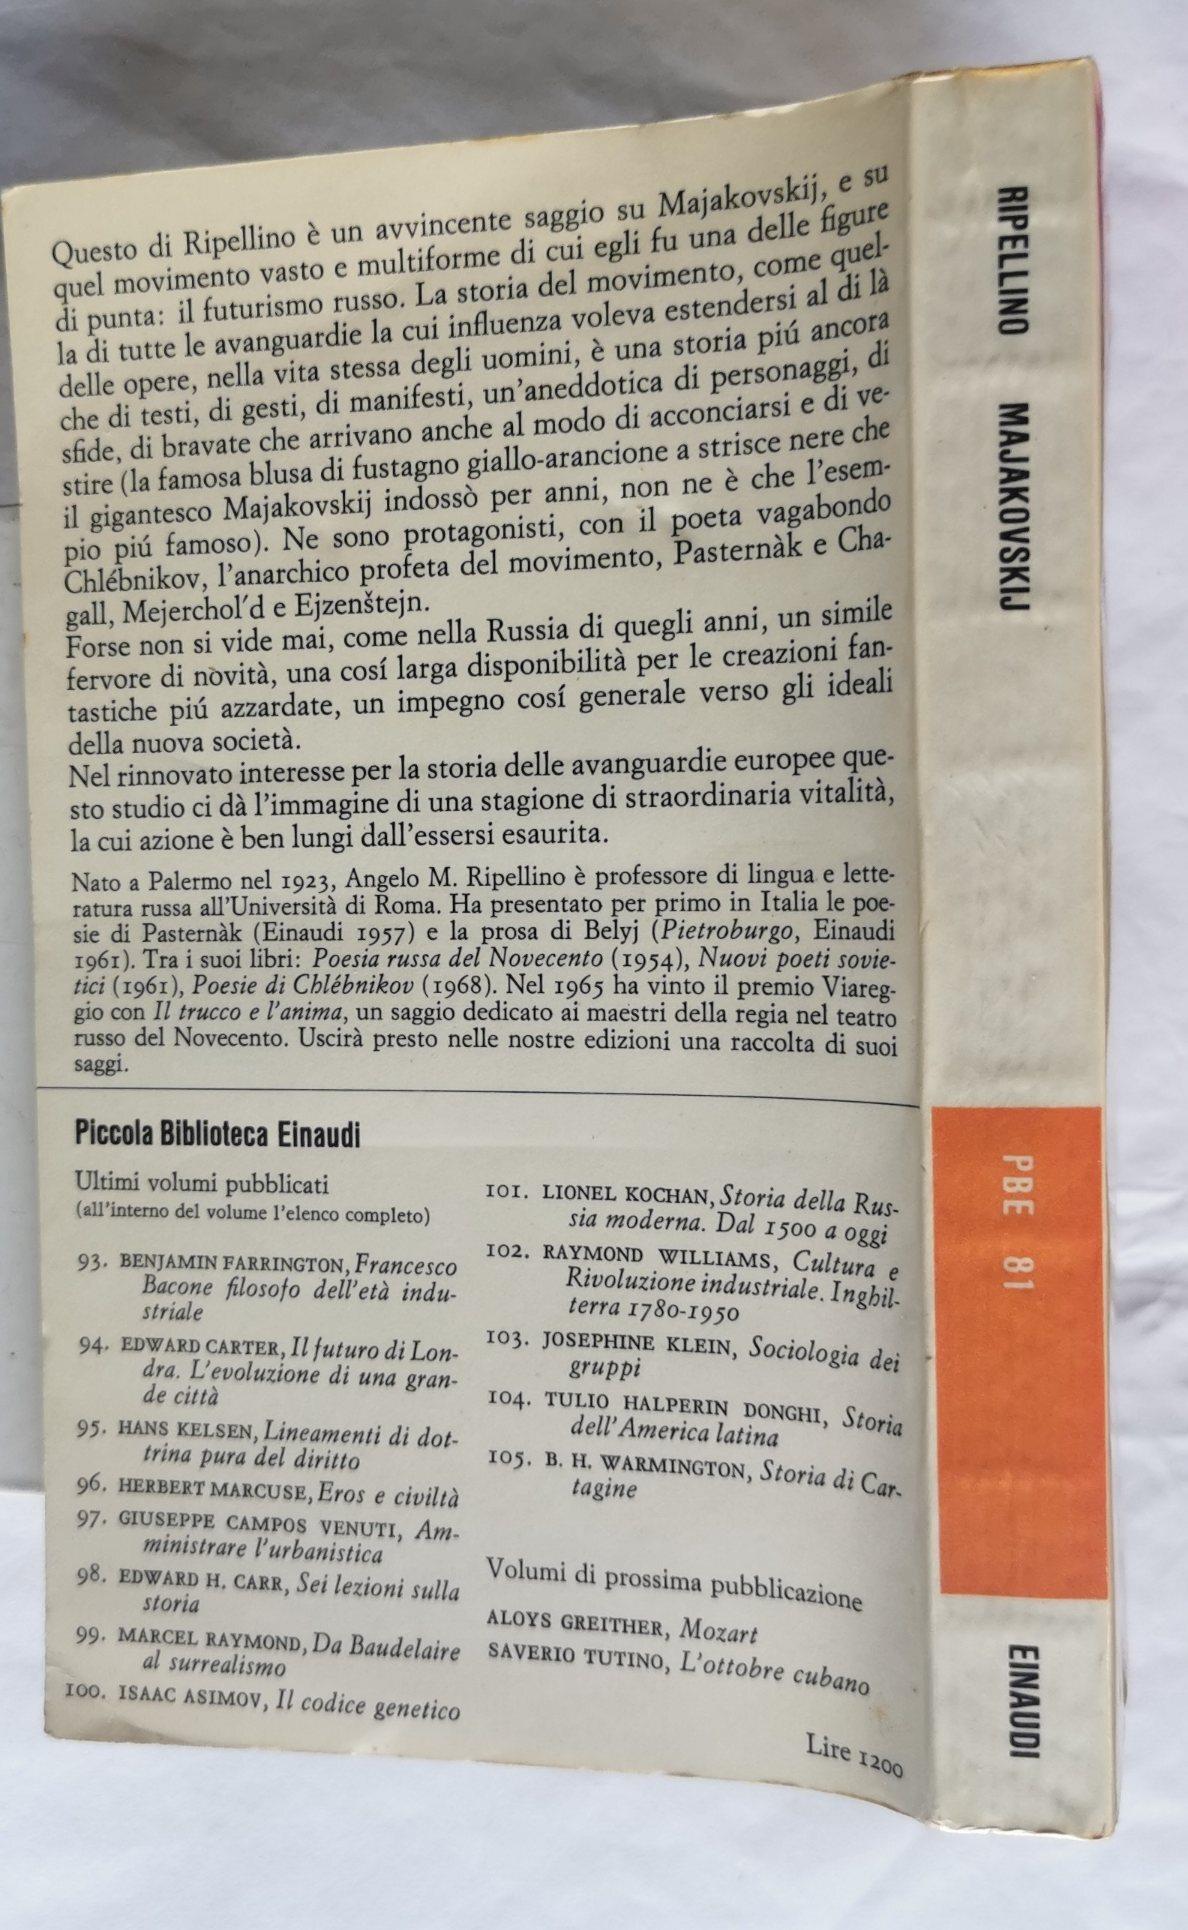 Questo di Ripellino è un avvincente saggio su Majakovskij, e su
quel movimento vasto e multiforme di cui egli fu una delle figure
di punta: il futurismo russo. La storia del movimento, come quel-
la di tutte le avanguardie la cui influenza voleva estendersi al di là
delle opere, nella vita stessa degli uomini, è una storia piú ancora
che di testi, di gesti, di manifesti, un'aneddotica di personaggi, di
sfide, di bravate che arrivano anche al modo di acconciarsi e di ve-
stire (la famosa blusa di fustagno giallo-arancione a strisce nere che
il gigantesco Majakovskij indossò per anni, non ne è che l'esem-
pio piú famoso). Ne sono protagonisti, con il poeta vagabondo
Chlébnikov, l'anarchico profeta del movimento, Pasternàk e Cha-
gall, Mejerchol'd e Ejzenštejn.
Forse non si vide mai, come nella Russia di quegli anni, un simile
fervore di novità, una cosí larga disponibilità per le creazioni fan-
tastiche piú azzardate, un impegno cosí generale verso gli ideali
della nuova società.
Nel rinnovato interesse per la storia delle avanguardie europee que-
sto studio ci dà l'immagine di una stagione di straordinaria vitalità,
la cui azione è ben lungi dall'essersi esaurita.
Nato a Palermo nel 1923, Angelo M. Ripellino è professore di lingua e lette-
ratura russa all'Università di Roma. Ha presentato per primo in Italia le poe-
sie di Pasternàk (Einaudi 1957) e la prosa di Belyj (Pietroburgo, Einaudi
1961). Tra i suoi libri: Poesia russa del Novecento (1954), Nuovi poeti sovie-
tici (1961), Poesie di Chlébnikov (1968). Nel 1965 ha vinto il premio Viareg-
gio con Il trucco e l'anima, un saggio dedicato ai maestri della regia nel teatro
russo del Novecento. Uscirà presto nelle nostre edizioni una raccolta di suoi
saggi.
Piccola Biblioteca Einaudi
Ultimi volumi pubblicati
(all'interno del volume l'elenco completo)
93. BENJAMIN FARRINGTON, Francesco
Bacone filosofo dell'età indu-
striale
94. EDWARD CARTER, Il futuro di Lon-
dra. L'evoluzione di una gran-
de città
95. HANS KELSEN, Lineamenti di dot-
trina pura del diritto
96. HERBERT MARCUSE, Eros e civiltà
97. GIUSEPPE CAMPOS VENUTI, Am-
ministrare l'urbanistica
98. EDWARD H. CARR, Sei lezioni sulla
storia
99. MARCEL RAYMOND, Da Baudelaire
al surrealismo
100. ISAAC ASIMOV, Il codice genetico
101. LIONEL KOCHAN, Storia della Rus-
sia moderna. Dal 1500 a oggi
102. RAYMOND WILLIAMS, Cultura e
Rivoluzione industriale. Inghil-
terra 1780-1950
103. JOSEPHINE KLEIN, Sociologia dei
gruppi
104. TULIO HALPERIN DONGHI, Storia
dell'America latina
105. B. H. WARMINGTON, Storia di Car-
tagine
Volumi di prossima pubblicazione
ALOYS GREITHER, Mozart
SAVERIO TUTINO, L'ottobre cubano
Lire 1200
RIPELLINO MAJAKOVSKIJ
PBE 81
EINAUDI